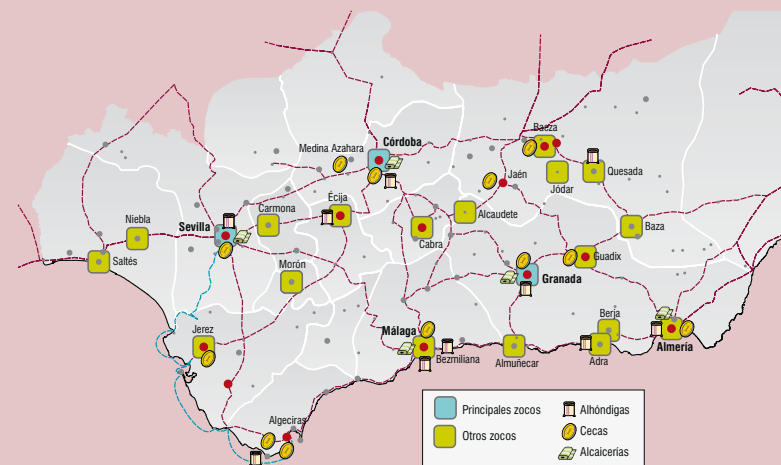 Baeza
Medina Azahara
Córdoba
Quesada
Jaén
Jódar
Écija
Carmona
Alcaudete
Niebla
Sevilla
Baza
Cabra
Saltés
Guadix
Morón
Granada
Berja
Jerez
Málaga
Bezmiliana
Almuñecar
Adra
Almería
Algeciras
Principales zocos
Otros zocos
Alhóndigas
Cecas
Alcaicerías